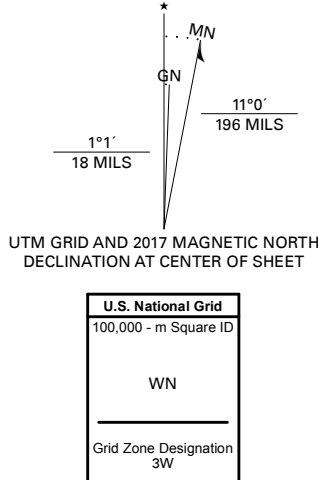 ★
MN
GN
11°0´
196 MILS
1°1´
18 MILS
UTM GRID AND 2017 MAGNETIC NORTH
DECLINATION AT CENTER OF SHEET
U.S. National Grid
100,000 - m Square ID
WN
Grid Zone Designation
3W